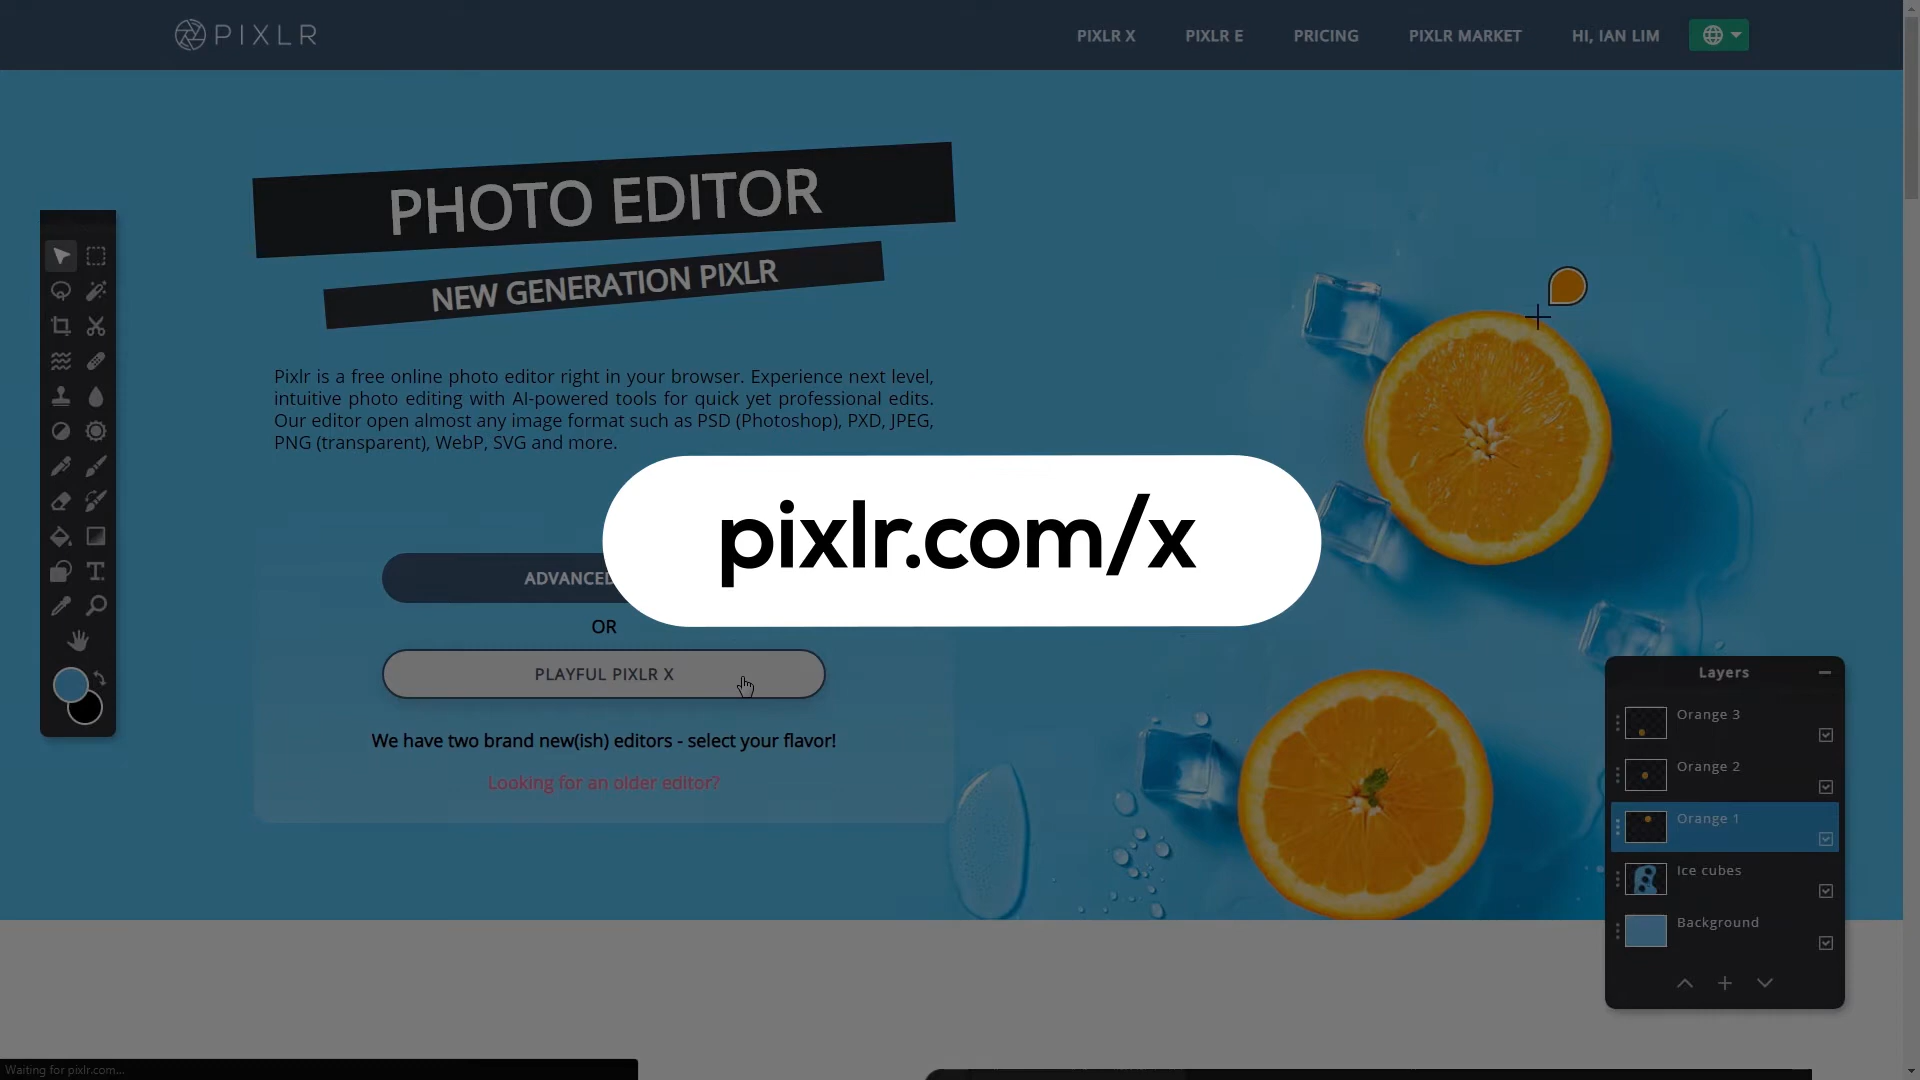 PIXLR
PIXLR X
PIXLR E
PRICING
PIXLR MARKET
HI, IAN LIM
PHOTO EDITOR
NEW GENERATION PIXLR
Pixlr is a free online photo editor right in your browser. Experience next level,
intuitive photo editing with AI-powered tools for quick yet professional edits.
Our editor open almost any image format such as PSD (Photoshop), PXD, JPEG,
PNG (transparent), WebP, SVG and more.
pixlr.com/x
ADVANCED
OR
PLAYFUL PIXLR X
We have two brand new(ish) editors - select your flavor!
Looking for an older editor?
Layers
Orange 3
Orange 2
Orange 1
Ice cubes
Background
Waiting for pixlr.com...